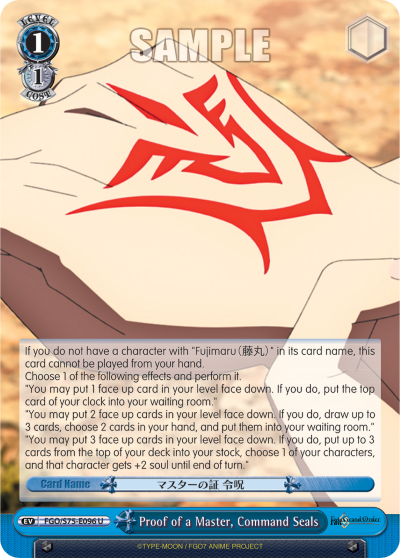 LEVEL
1
1
COST
SAMPLE
If you do not have a character with "Fujimaru (藤丸)" in its card name, this
card cannot be played from your hand.
Choose 1 of the following effects and perform it.
"You may put 1 face up card in your level face down. If you do, put the top
card of your clock into your waiting room."
"You may put 2 face up cards in your level face down. If you do, draw up to
3 cards, choose 2 cards in your hand, and put them into your waiting room."
"You may put 3 face up cards in your level face down. If you do, put up to 3
cards from the top of your deck into your stock, choose 1 of your characters,
and that character gets +2 soul until end of turn."
Card Name マスターの証 令呪
EV FGO/S75-E096 U Proof of a Master, Command Seals Fate/Grand Order
©TYPE-MOON / FGO7 ANIME PROJECT